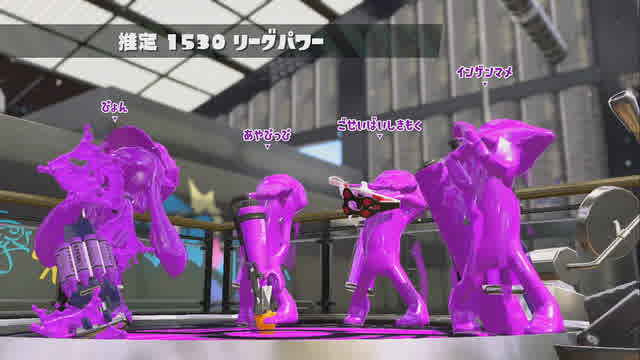 推定 1530 リーグパワー
インゲンマメ
ぴょん
あやぴっぴ
ごせいばいしきもく